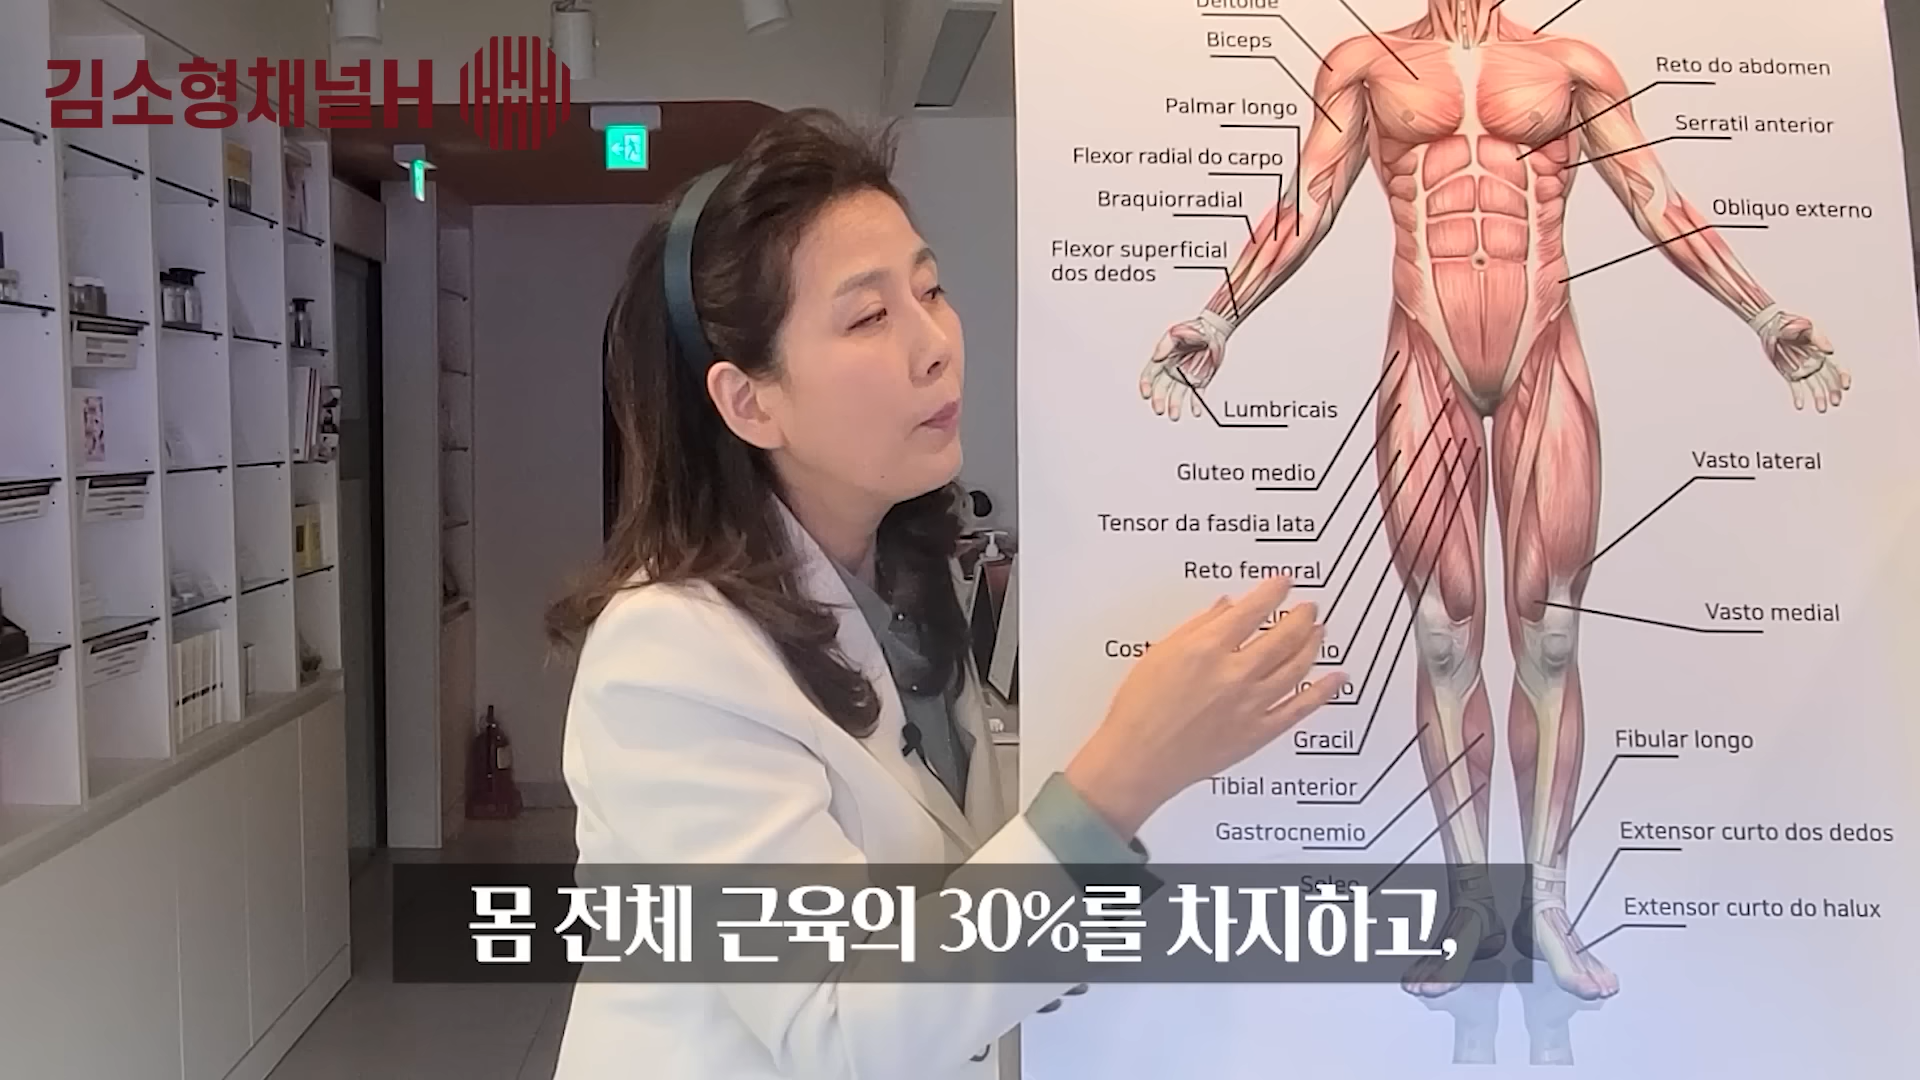 김소형채널H
Deltoide
Biceps
Palmar longo
Flexor radial do carpo
Braquiorradial
Flexor superficial
dos dedos
Lumbricais
Gluteo medio
Tensor da fasdia lata
Reto femoral
Gracil
Tibial anterior
Gastrocnemio
Soleo
Reto do abdomen
Serratil anterior
Obliquo externo
Vasto lateral
Vasto medial
Fibular longo
Extensor curto dos dedos
Extensor curto do halux
몸 전체 근육의 30%를 차지하고,